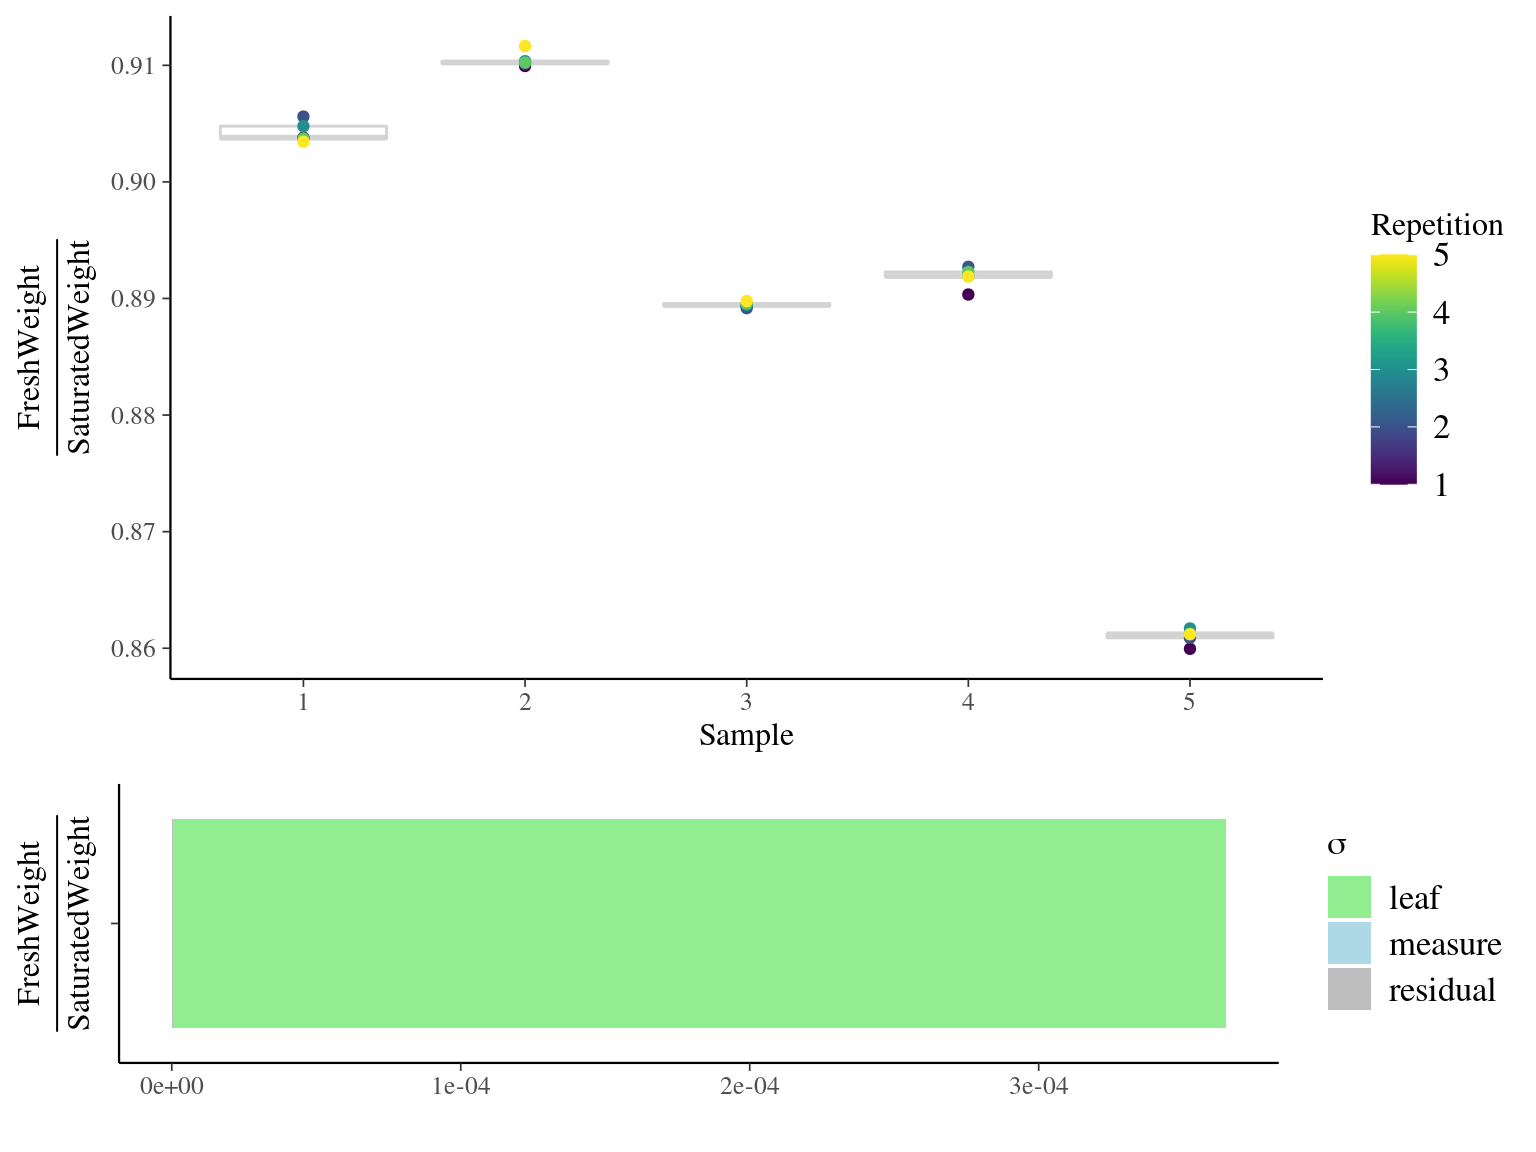 FreshWeight
SaturatedWeight
0.91
0.90
0.89
0.88
0.87
0.86
1 2 3 4 5
Sample
Repetition
5
4
3
2
1
FreshWeight
SaturatedWeight
0e+00 1e-04 2e-04 3e-04
σ
leaf
measure
residual